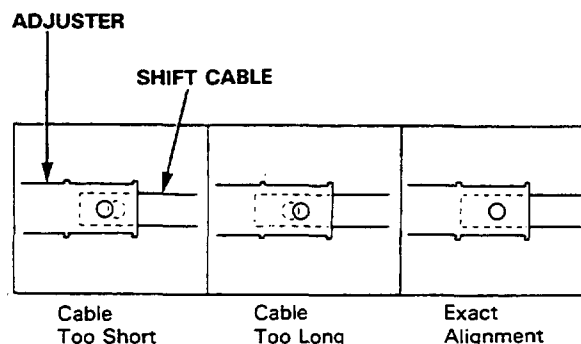 ADJUSTER
SHIFT CABLE
Cable
Too Short
Cable
Too Long
Exact
Alignment